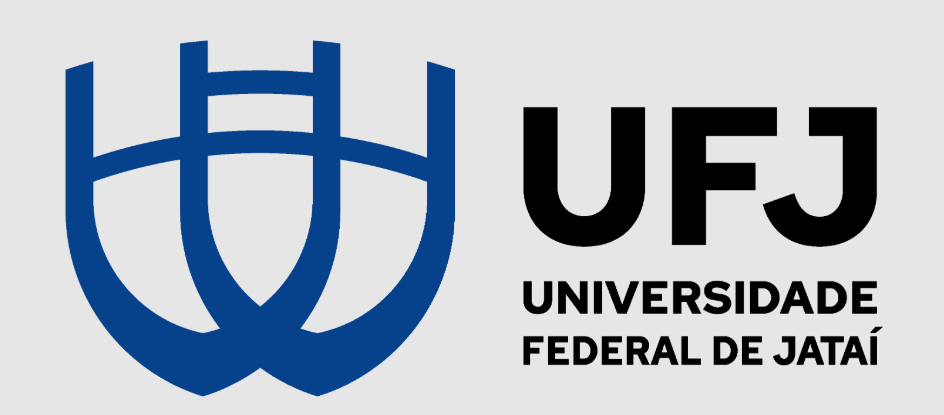 UFJ
UNIVERSIDADE
FEDERAL DE JATAÍ